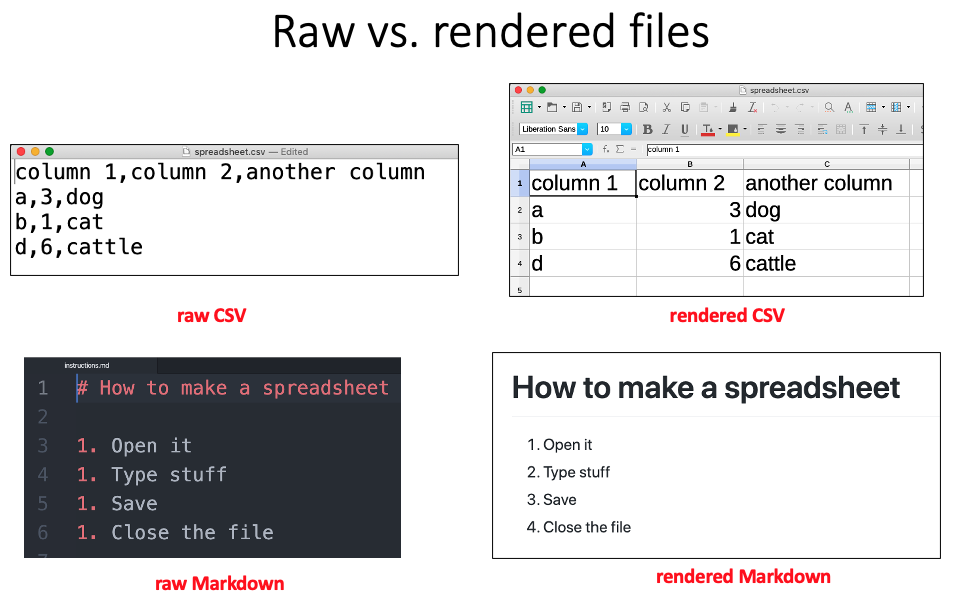 Raw vs. rendered files
spreadsheet.csv — Edited
column 1,column 2,another column
a,3,dog
b,1,cat
d,6,cattle
raw CSV
spreadsheet.csv
Liberation Sans 10 B I U
A1 column 1
A B C
1 column 1 column 2 another column
2 a 3 dog
3 b 1 cat
4 d 6 cattle
5
rendered CSV
instructions.md
1 # How to make a spreadsheet
2
3 1. Open it
4 1. Type stuff
5 1. Save
6 1. Close the file
raw Markdown
How to make a spreadsheet
1. Open it
2. Type stuff
3. Save
4. Close the file
rendered Markdown